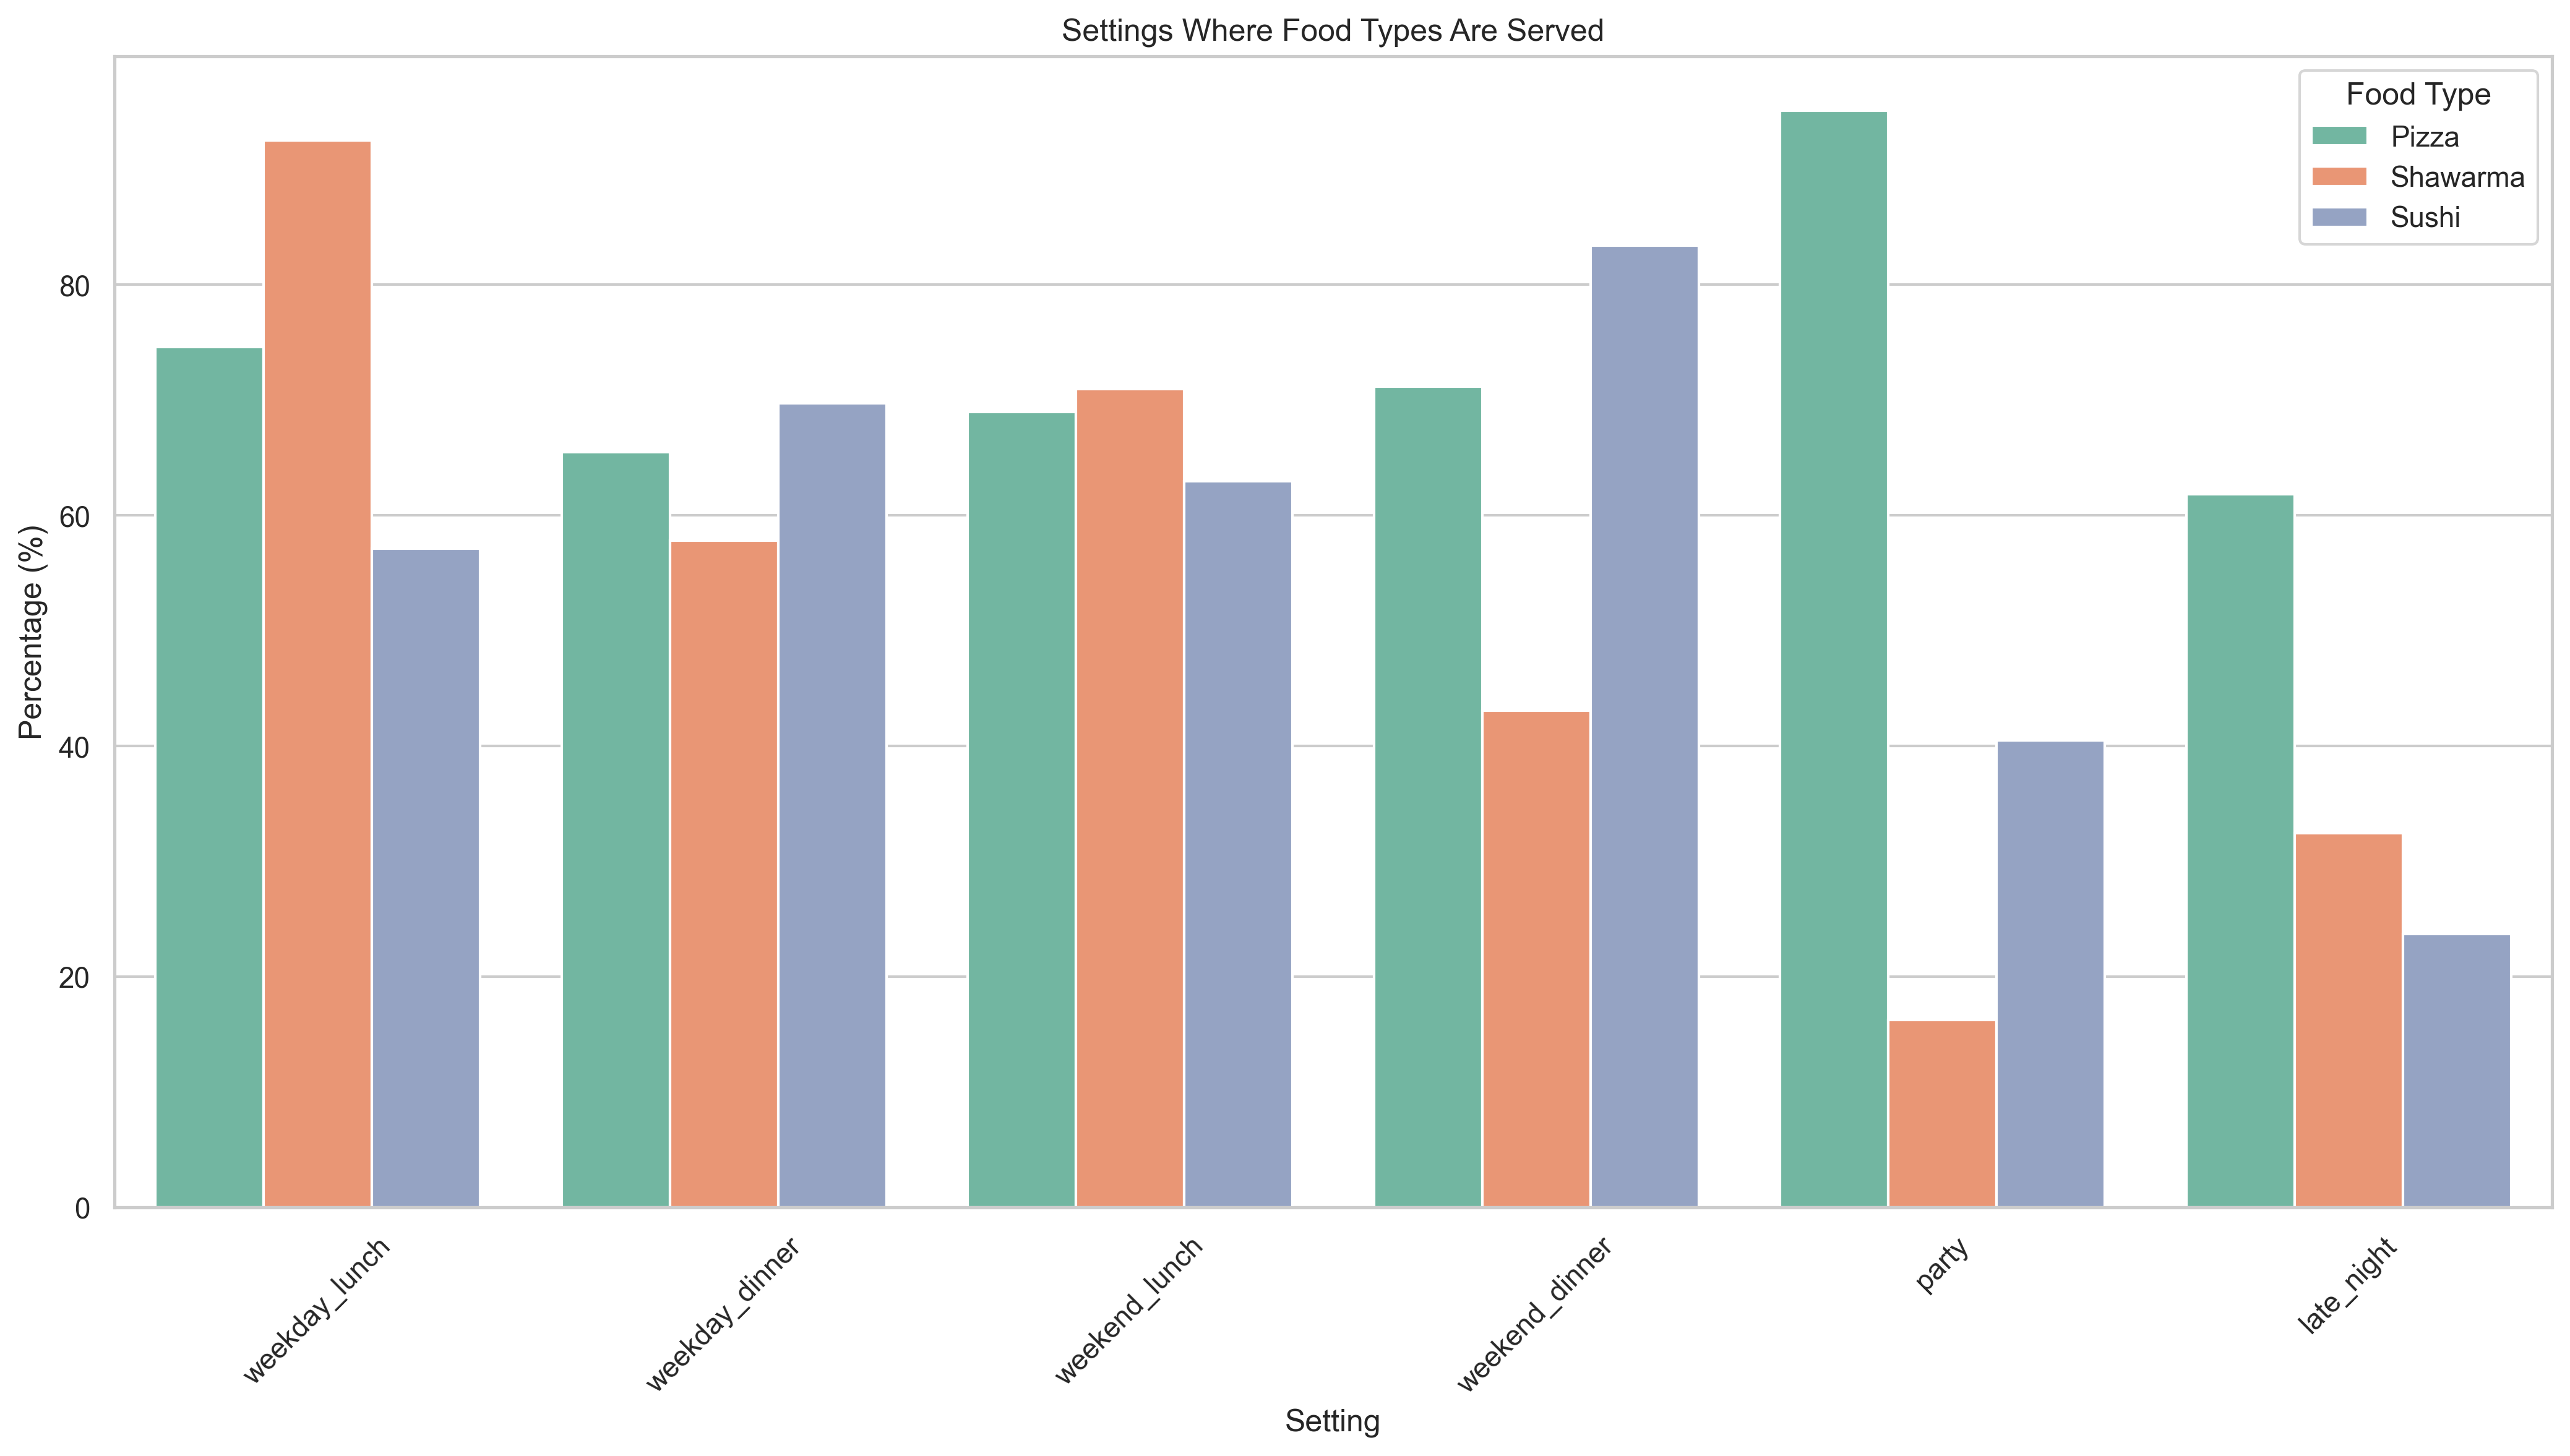 Settings Where Food Types Are Served
Food Type
Pizza
Shawarma
Sushi
Percentage (%)
80
60
40
20
0
weekday_lunch
weekday_dinner
weekend_lunch
weekend_dinner
party
late_night
Setting